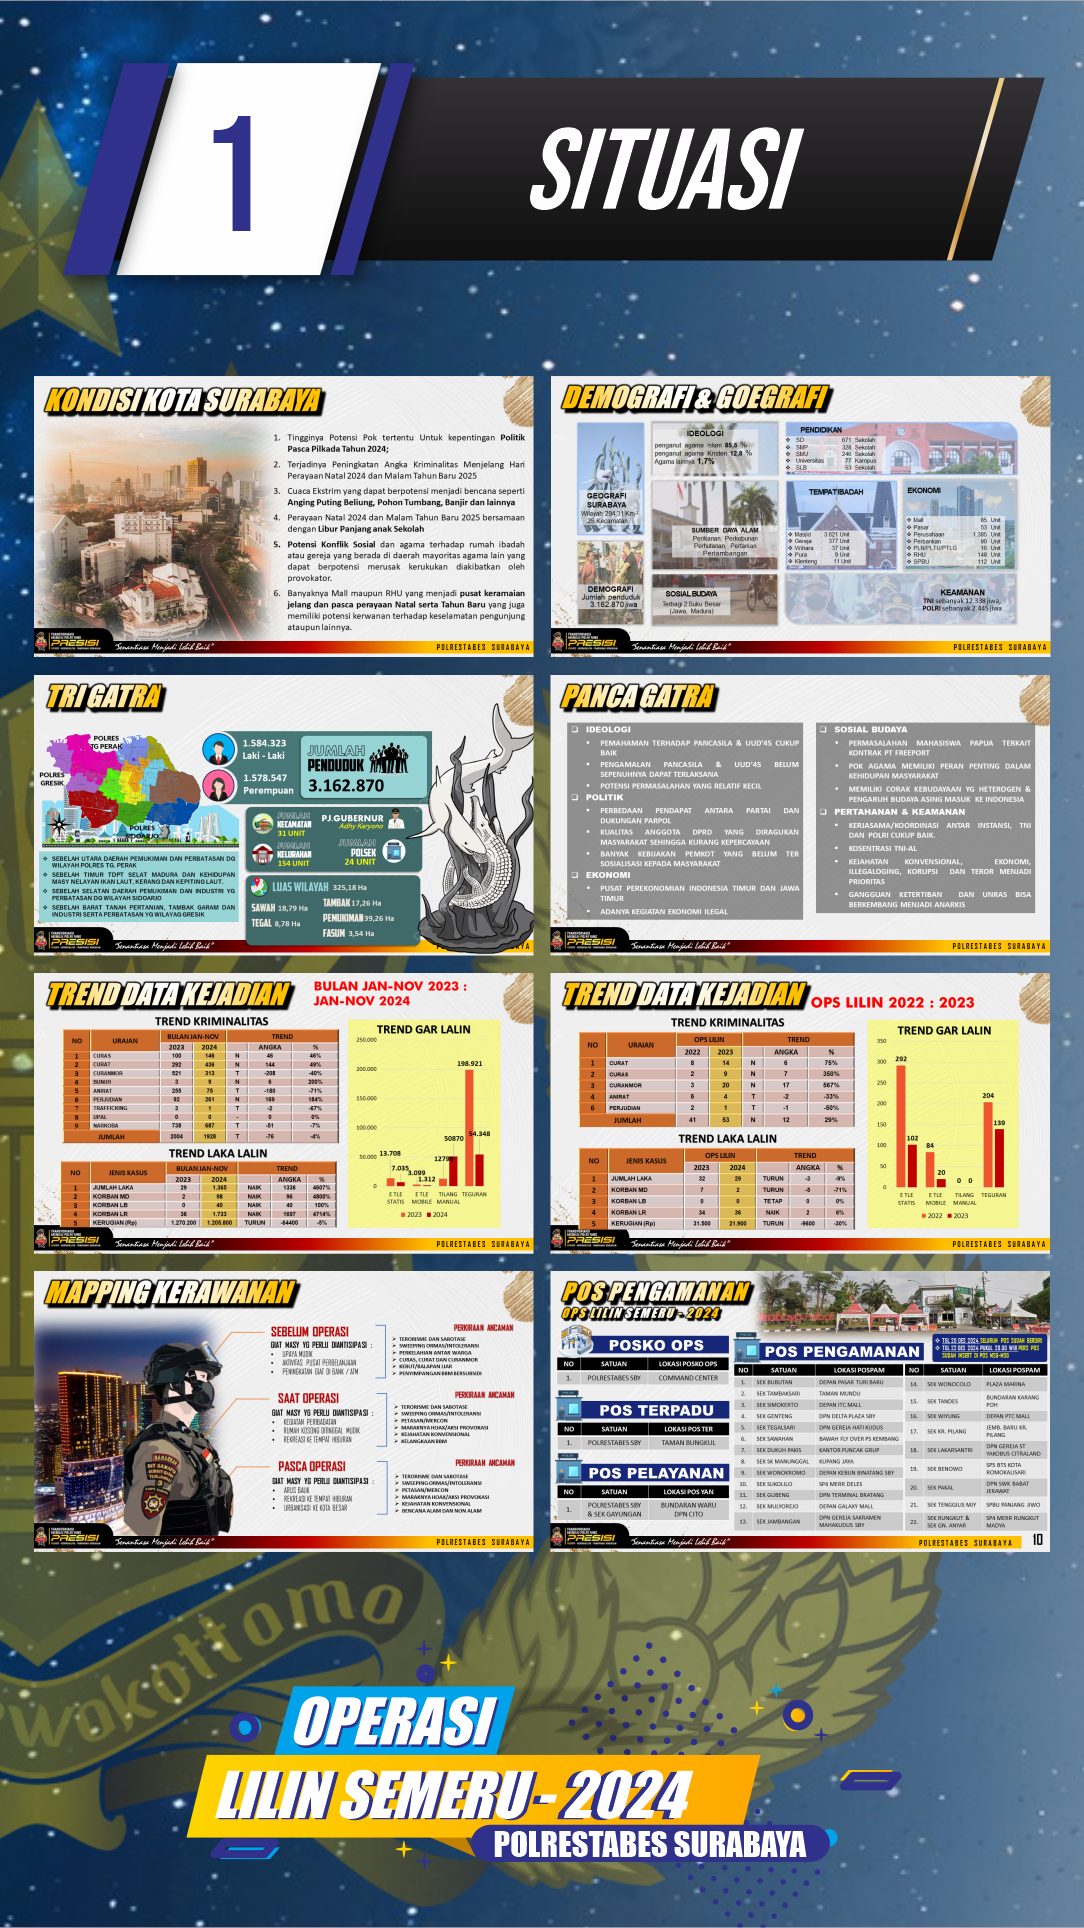 1
SITUASI
KONDISI KOTA SURABAYA
1. Tingginya Potensi Pok tertentu Untuk kepentingan Politik
Pasca Pilkada Tahun 2024;
2. Terjadinya Peningkatan Angka Kriminalitas Menjelang Hari
Perayaan Natal 2024 dan Malam Tahun Baru 2025
3. Cuaca Ekstrim yang dapat berpotensi menjadi bencana seperti
Anging Puting Beliung, Pohon Tumbang, Banjir dan lainnya
4. Perayaan Natal 2024 dan Malam Tahun Baru 2025 bersamaan
dengan Libur Panjang anak Sekolah
5. Potensi Konflik Sosial dan agama terhadap rumah ibadah
atau gereja yang berada di daerah mayoritas agama lain yang
dapat berpotensi merusak kerukukan diakibatkan oleh
provokator.
6. Banyaknya Mall maupun RHU yang menjadi pusat keramaian
jelang dan pasca perayaan Natal serta Tahun Baru yang juga
memiliki potensi kerwanan terhadap keselamatan pengunjung
ataupun lainnya.
PRESISI
"Senantiasa Menjadi Lebih Baik"
POLRESTABES SURABAYA
DEMOGRAFI & GOEGRAFI
GEOGRAFI
SURABAYA
Wilayah 294,31 Km²
25 Kecamatan
DEMOGRAFI
Jumlah penduduk
3.162.870 jiwa
IDEOLOGI
penganut agama Islam 85,5 %
penganut agama Kristen 12,8 %
Agama lainnya 1,7%
SUMBER DAYA ALAM
Perikanan, Perkebunan
Perhutanan, Pertanian
Pertambangan
SOSIAL BUDAYA
Terbagi 2 Suku Besar
(Jawa, Madura)
PENDIDIKAN
SD 671 Sekolah
SMP 328 Sekolah
SMU 246 Sekolah
Universitas 77 Kampus
SLB 53 Sekolah
TEMPAT IBADAH
Masjid 3.621 Unit
Gereja 377 Unit
Wihara 37 Unit
Pura 9 Unit
Klenteng 11 Unit
EKONOMI
Mall 85 Unit
Pasar 53 Unit
Perusahaan 1.385 Unit
Perbankan 90 Unit
PLN/PLTU/PTLG 16 Unit
RHU 148 Unit
SPBU 112 Unit
KEAMANAN
TNI sebanyak 12.338 jiwa,
POLRI sebanyak 2.445 jiwa
PRESISI
"Senantiasa Menjadi Lebih Baik"
POLRESTABES SURABAYA
TRI GATRA
POLRES
TG PERAK
POLRES
GRESIK
POLRES
SIDOARJO
SEBELAH UTARA DAERAH PEMUKIMAN DAN PERBATASAN DG
WILAYAH POLRES TG. PERAK
SEBELAH TIMUR TDPT SELAT MADURA DAN KEHIDUPAN
MASY NELAYAN IKAN LAUT, KERANG DAN KEPITING LAUT.
SEBELAH SELATAN DAERAH PEMUKIMAN DAN INDUSTRI YG
PERBATASAN DG WILAYAH SIDOARJO
SEBELAH BARAT TANAH PERTANIAN, TAMBAK GARAM DAN
INDUSTRI SERTA PERBATASAN YG WILAYAG GRESIK
1.584.323
Laki - Laki
1.578.547
Perempuan
JUMLAH
PENDUDUK
3.162.870
JUMLAH
KECAMATAN
31 UNIT
PJ.GUBERNUR
Adhy Karyono
JUMLAH
KELURAHAN
154 UNIT
JUMLAH
POLSEK
24 UNIT
LUAS WILAYAH 325,18 Ha
SAWAH 18,79 Ha
TEGAL 8,78 Ha
TAMBAK 17,26 Ha
PEMUKIMAN 39,26 Ha
FASUM 3,54 Ha
PRESISI
"Senantiasa Menjadi Lebih Baik"
PANCA GATRA
IDEOLOGI
PEMAHAMAN TERHADAP PANCASILA & UUD'45 CUKUP
BAIK
PENGAMALAN PANCASILA & UUD'45 BELUM
SEPENUHNYA DAPAT TERLAKSANA
POTENSI PERMASALAHAN YANG RELATIF KECIL
POLITIK
PERBEDAAN PENDAPAT ANTARA PARTAI DAN
DUKUNGAN PARPOL
KUALITAS ANGGOTA DPRD YANG DIRAGUKAN
MASYARAKAT SEHINGGA KURANG KEPERCAYAAN
BANYAK KEBIJAKAN PEMKOT YANG BELUM TER
SOSIALISASI KEPADA MASYARAKAT
EKONOMI
PUSAT PEREKONOMIAN INDONESIA TIMUR DAN JAWA
TIMUR
ADANYA KEGIATAN EKONOMI ILEGAL
SOSIAL BUDAYA
PERMASALAHAN MAHASISWA PAPUA TERKAIT
KONTRAK PT FREEPORT
POK AGAMA MEMILIKI PERAN PENTING DALAM
KEHIDUPAN MASYARAKAT
MEMILIKI CORAK KEBUDAYAAN YG HETEROGEN &
PENGARUH BUDAYA ASING MASUK KE INDONESIA
PERTAHANAN & KEAMANAN
KERJASAMA/KOORDINASI ANTAR INSTANSI, TNI
DAN POLRI CUKUP BAIK.
KOSENTRASI TNI-AL
KEJAHATAN KONVENSIONAL, EKONOMI,
ILLEGALOGING, KORUPSI DAN TEROR MENJADI
PRIORITAS
GANGGUAN KETERTIBAN DAN UNRAS BISA
BERKEMBANG MENJADI ANARKIS
PRESISI
"Senantiasa Menjadi Lebih Baik"
POLRESTABES SURABAYA
TREND DATA KEJADIAN
BULAN JAN-NOV 2023 :
JAN-NOV 2024
TREND KRIMINALITAS
NO URAIAN BULAN JAN-NOV TREND
2023 2024 ANGKA %
1 CURAS 100 146 N 46 46%
2 CURAT 292 436 N 144 49%
3 CURANMOR 521 313 T -208 -40%
4 BUNUH 3 9 N 6 200%
5 ANIRAT 255 75 T -180 -71%
6 PERJUDIAN 92 261 N 169 184%
7 TRAFFICKING 3 1 T -2 -67%
8 UPAL 0 0 - 0 0%
9 NARKOBA 738 687 T -51 -7%
JUMLAH 2004 1928 T -76 -4%
TREND LAKA LALIN
NO JENIS KASUS BULAN JAN-NOV TREND
2023 2024 ANGKA %
1 JUMLAH LAKA 29 1.365 NAIK 1336 4607%
2 KORBAN MD 2 98 NAIK 96 4800%
3 KORBAN LB 0 40 NAIK 40 100%
4 KORBAN LR 36 1.733 NAIK 1697 4714%
5 KERUGIAN (Rp) 1.270.200 1.205.800 TURUN -64400 -5%
TREND GAR LALIN
250.000
200.000
150.000
100.000
50.000
0
13.708
7.035
3.099
1.312
50870
198.921
54.348
E TLE STATIS
E TLE MOBILE
TILANG MANUAL
TEGURAN
2023 2024
PRESISI
"Senantiasa Menjadi Lebih Baik"
POLRESTABES SURABAYA
TREND DATA KEJADIAN
OPS LILIN 2022 : 2023
TREND KRIMINALITAS
NO URAIAN OPS LILIN TREND
2022 2023 ANGKA %
1 CURAT 8 14 N 6 75%
2 CURAS 2 9 N 7 350%
3 CURANMOR 3 20 N 17 567%
4 ANIRAT 6 4 T -2 -33%
6 PERJUDIAN 2 1 T -1 -50%
JUMLAH 41 53 N 12 29%
TREND LAKA LALIN
NO JENIS KASUS OPS LILIN TREND
2023 2024 ANGKA %
1 JUMLAH LAKA 32 29 TURUN -3 -9%
2 KORBAN MD 7 2 TURUN -5 -71%
3 KORBAN LB 0 0 TETAP 0 0%
4 KORBAN LR 34 36 NAIK 2 6%
5 KERUGIAN (Rp) 31.500 21.900 TURUN -9600 -30%
TREND GAR LALIN
350
300
250
200
150
100
50
0
292
102
84
20
0 0
204
139
E TLE STATIS
E TLE MOBILE
TILANG MANUAL
TEGURAN
2022 2023
PRESISI
"Senantiasa Menjadi Lebih Baik"
POLRESTABES SURABAYA
MAPPING KERAWANAN
SEBELUM OPERASI
GIAT MASY YG PERLU DIANTISIPASI :
UPAYA MUDIK
AKTIVITAS PUSAT PERBELANJAAN
PENINGKATAN GIAT DI BANK / ATM
PERKIRAAN ANCAMAN
TERORISME DAN SABOTASE
SWEEPING ORMAS/INTOLERANSI
PERKELAHIAN ANTAR WARGA
CURAS, CURAT DAN CURANMOR
KEBUT/BALAPAN LIAR
PENYIMPANGAN BBM BERSUBSIDI
SAAT OPERASI
GIAT MASY YG PERLU DIANTISIPASI :
KEGIATAN PERIBADATAN
RUMAH KOSONG DITINGGAL MUDIK
REKREASI KE TEMPAT HIBURAN
PERKIRAAN ANCAMAN
TERORISME DAN SABOTASE
SWEEPING ORMAS/INTOLERANSI
PETASAN/MERCON
MARAKNYA HOAX/AKSI PROVOKASI
KEJAHATAN KONVENSIONAL
KELANGKAAN BBM
PASCA OPERASI
GIAT MASY YG PERLU DIANTISIPASI :
ARUS BALIK
REKREASI KE TEMPAT HIBURAN
URBANISASI KE KOTA BESAR
PERKIRAAN ANCAMAN
TERORISME DAN SABOTASE
SWEEPING ORMAS/INTOLERANSI
PETASAN/MERCON
MARAKNYA HOAX/AKSI PROVOKASI
KEJAHATAN KONVENSIONAL
BENCANA ALAM DAN NON ALAM
PRESISI
"Senantiasa Menjadi Lebih Baik"
POLRESTABES SURABAYA
POS PENGAMANAN
OPS LILIN SEMERU - 2024
POSKO OPS
NO SATUAN LOKASI POSKO OPS
1. POLRESTABES SBY COMMAND CENTER
POS TERPADU
NO SATUAN LOKASI POS TER
1. POLRESTABES SBY TAMAN BUNGKUL
POS PELAYANAN
NO SATUAN LOKASI POS YAN
1. POLRESTABES SBY & SEK GAYUNGAN BUNDARAN WARU DPN CITO
POS PENGAMANAN
TGL 20 DES 2024 SELURUH POS SUDAH BERDIRI
TGL 22 DES 2024 PUKUL 20.00 WIB
NO SATUAN LOKASI POSPAM
1. SEK BUBUTAN DEPAN PASAR TURI BARU
2. SEK TAMBAKSARI TAMAN MUNDU
3. SEK SIMOKERTO DEPAN ITC MALL
4. SEK GENTENG DPN DELTA PLAZA SBY
5. SEK TEGALSARI DPN GEREJA HATI KUDUS
6. SEK SAWAHAN BAWAH FLY OVER PS KEMBANG
7. SEK DUKUH PAKIS KANTOR PUNCAK GRUP
8. SEK SK MANUNGGAL KUPANG JAYA
9. SEK WONOKROMO DEPAN KEBUN BINATANG SBY
10. SEK SUKOLILO SP4 MERR DELES
11. SEK GUBENG DPN TERMINAL BRATANG
12. SEK MULYOREJO DEPAN GALAXY MALL
13. SEK JAMBANGAN DPN GEREJA SAKRAMEN MAHAKUDUS SBY
NO SATUAN LOKASI POSPAM
14. SEK WONOCOLO PLAZA MARINA
15. SEK TANDES BUNDARAN KARANG POH
16. SEK WIYUNG DEPAN PTC MALL
17. SEK KR. PILANG JEMB. BARU KR. PILANG
18. SEK LAKARSANTRI DPN GEREJA ST YAKOBUS CITRALAND
19. SEK BENOWO SP5 BTS KOTA ROMOKALISARI
20. SEK PAKAL DPN SWK BABAT JERAWAT
21. SEK TENGGILIS MJY SPBU PANJANG JIWO
22. SEK RUNGKUT & SEK GN. ANYAR SP4 MERR RUNGKUT MADYA
PRESISI
"Senantiasa Menjadi Lebih Baik"
POLRESTABES SURABAYA
10
wokottama
OPERASI
LILIN SEMERU - 2024
POLRESTABES SURABAYA